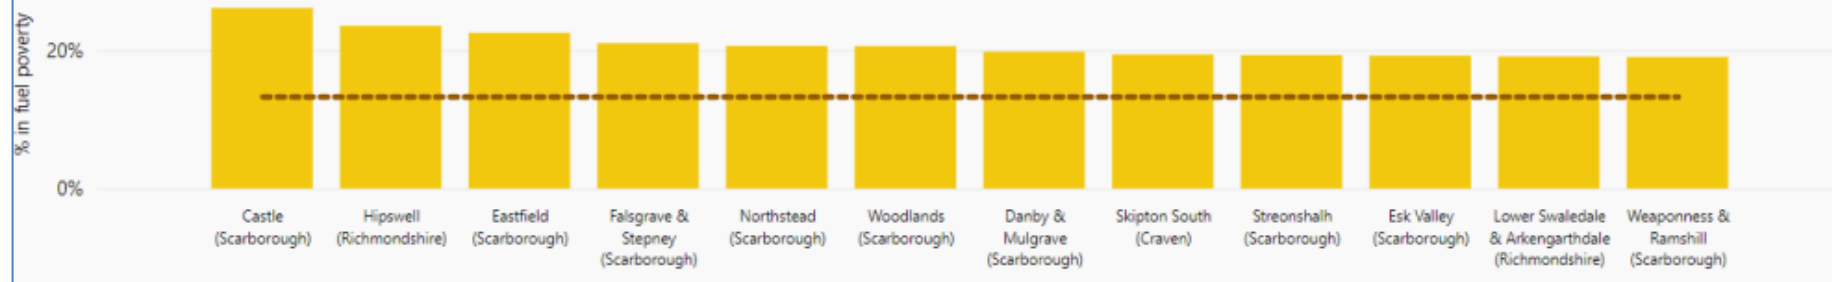 % in fuel poverty
20%
0%
Castle
(Scarborough)
Hipswell
(Richmondshire)
Eastfield
(Scarborough)
Falsgrave &
Stepney
(Scarborough)
Northstead
(Scarborough)
Woodlands
(Scarborough)
Danby &
Mulgrave
(Scarborough)
Skipton South
(Craven)
Streonshalh
(Scarborough)
Esk Valley
(Scarborough)
Lower Swaledale
& Arkengarthdale
(Richmondshire)
Weaponness &
Ramshill
(Scarborough)